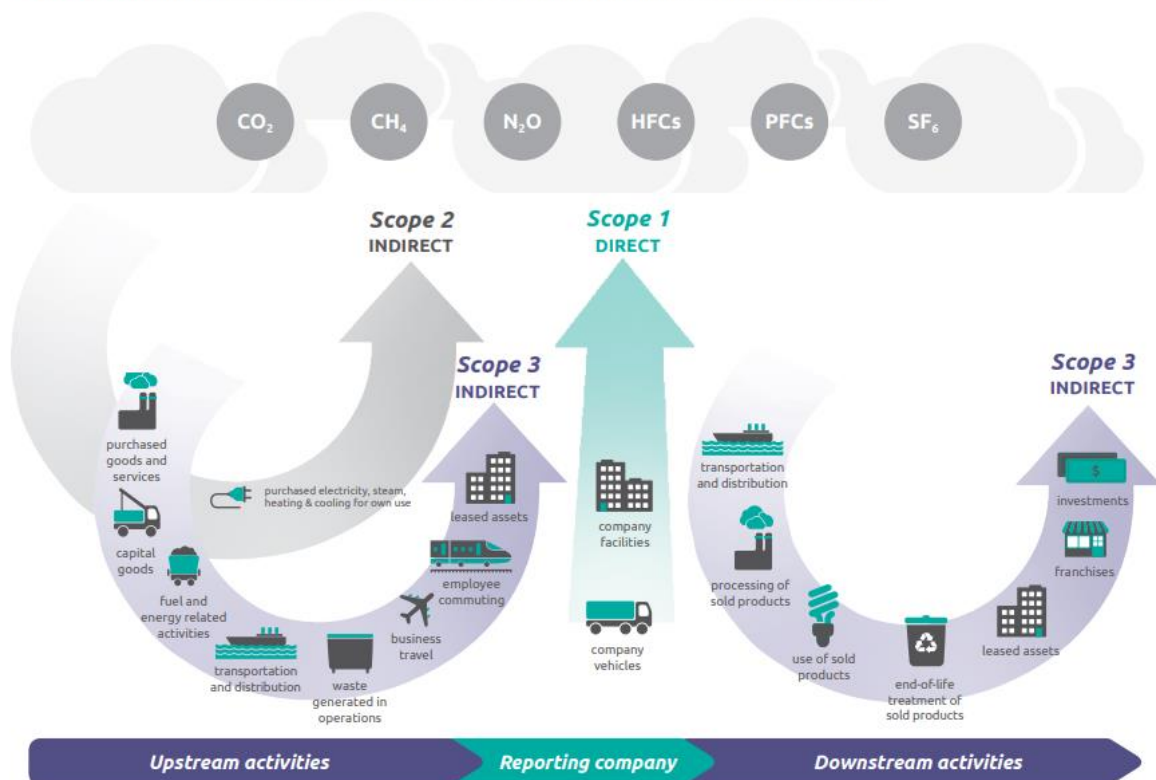 CO₂
CH₄
N₂O
HFCs
PFCs
SF₆
Scope 2
INDIRECT
Scope 1
DIRECT
Scope 3
INDIRECT
Scope 3
INDIRECT
purchased
goods and
services
capital
goods
fuel and
energy related
activities
purchased electricity, steam,
heating & cooling for own use
transportation
and distribution
waste
generated in
operations
business
travel
employee
commuting
leased assets
company
facilities
company
vehicles
transportation
and distribution
processing of
sold products
use of sold
products
end-of-life
treatment of
sold products
leased assets
franchises
$
investments
Upstream activities
Reporting company
Downstream activities